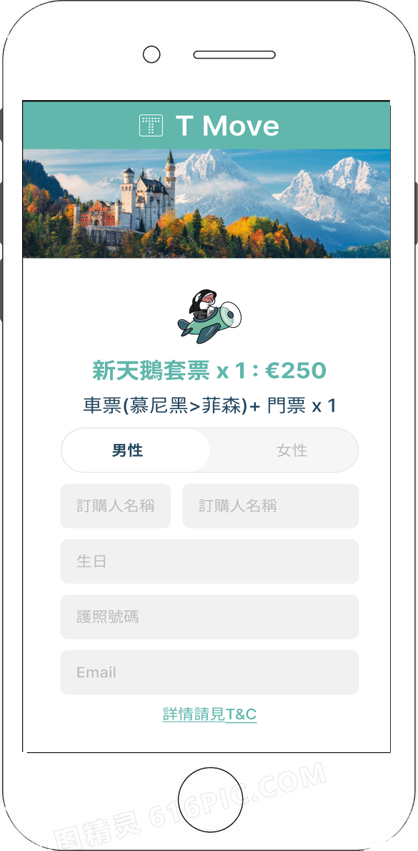 T Move
新天鵝套票 x 1 : €250
車票(慕尼黑>菲森)+ 門票 x 1
男性 女性
訂購人名稱 訂購人名稱
生日
護照號碼
Email
詳情請見T&C
图精灵 616PIC.COM